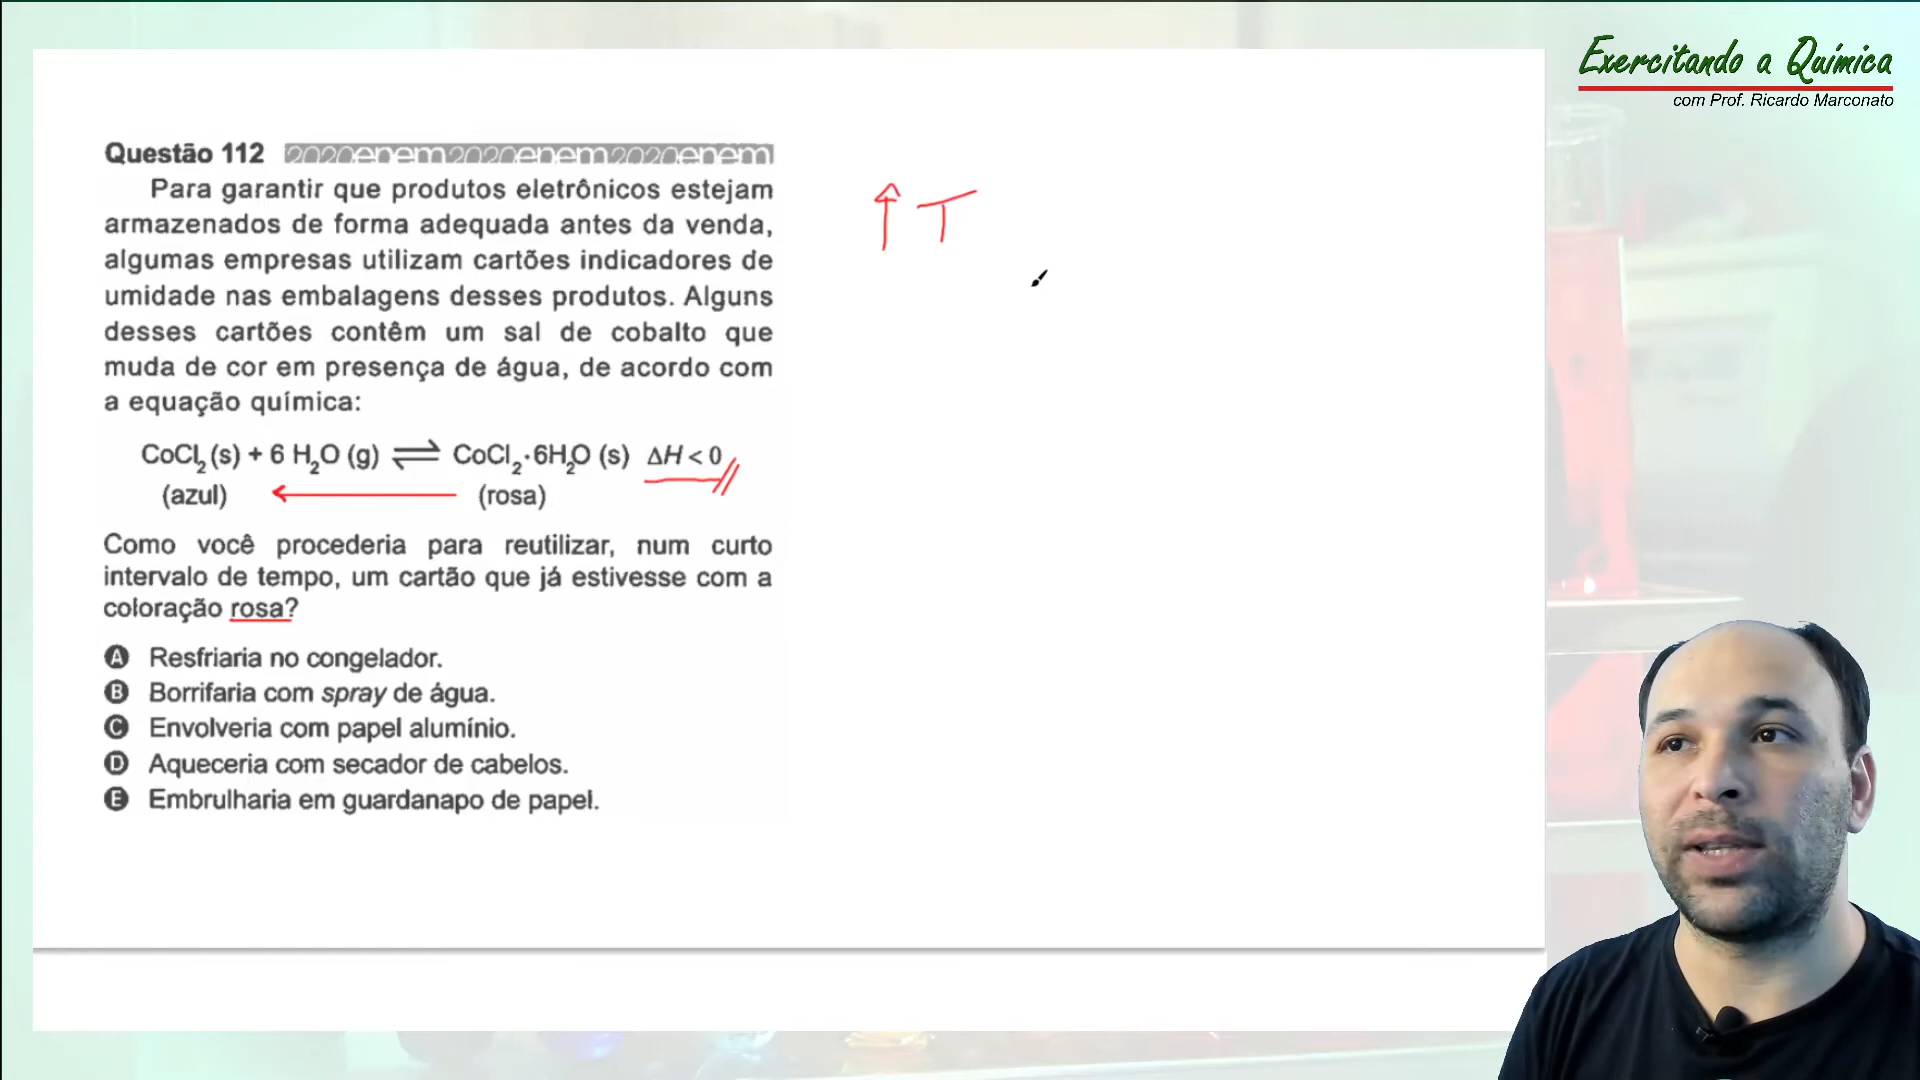 Exercitando a Química
com Prof. Ricardo Marconato
Questão 112 2020enem2020enem2020enem
Para garantir que produtos eletrônicos estejam
armazenados de forma adequada antes da venda,
algumas empresas utilizam cartões indicadores de
umidade nas embalagens desses produtos. Alguns
desses cartões contêm um sal de cobalto que
muda de cor em presença de água, de acordo com
a equação química:
CoCl₂ (s) + 6 H₂O (g) ⇌ CoCl₂·6H₂O (s) ΔH < 0
(azul) ← (rosa)
Como você procederia para reutilizar, num curto
intervalo de tempo, um cartão que já estivesse com a
coloração rosa?
A Resfriaria no congelador.
B Borrifaria com spray de água.
C Envolveria com papel alumínio.
D Aqueceria com secador de cabelos.
E Embrulharia em guardanapo de papel.
↑ T